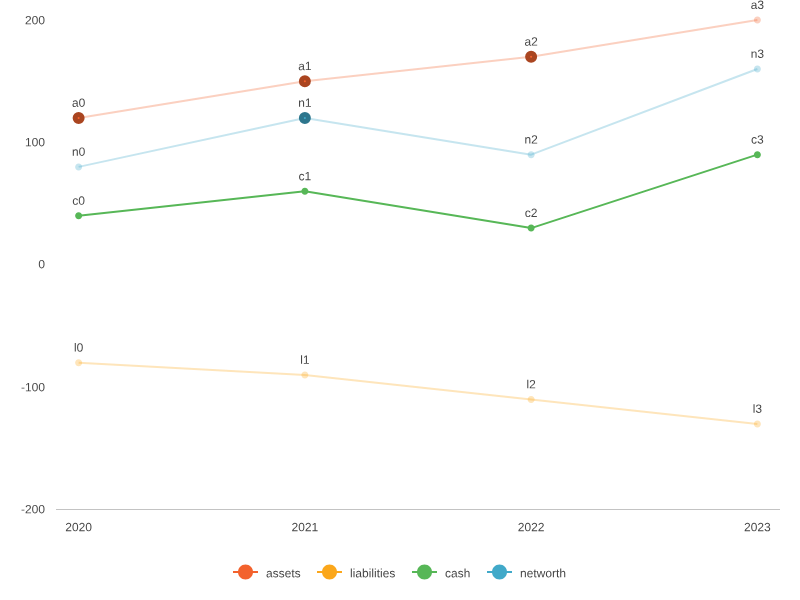 a3
200
a2
n3
a1
a0
n1
100
c3
n2
n0
c1
c0
c2
0
l0
l1
-100
l2
l3
-200
2020 2021 2022 2023
assets liabilities cash networth